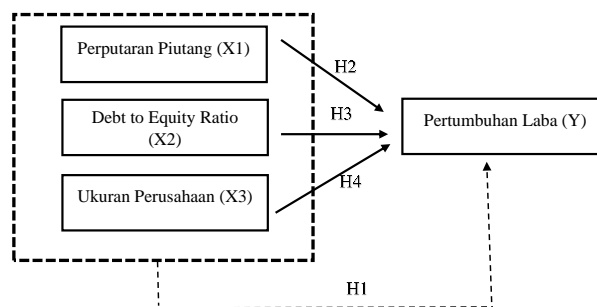 Perputaran Piutang (X1)
H2
Debt to Equity Ratio
(X2)
H3
Pertumbuhan Laba (Y)
Ukuran Perusahaan (X3)
H4
H1